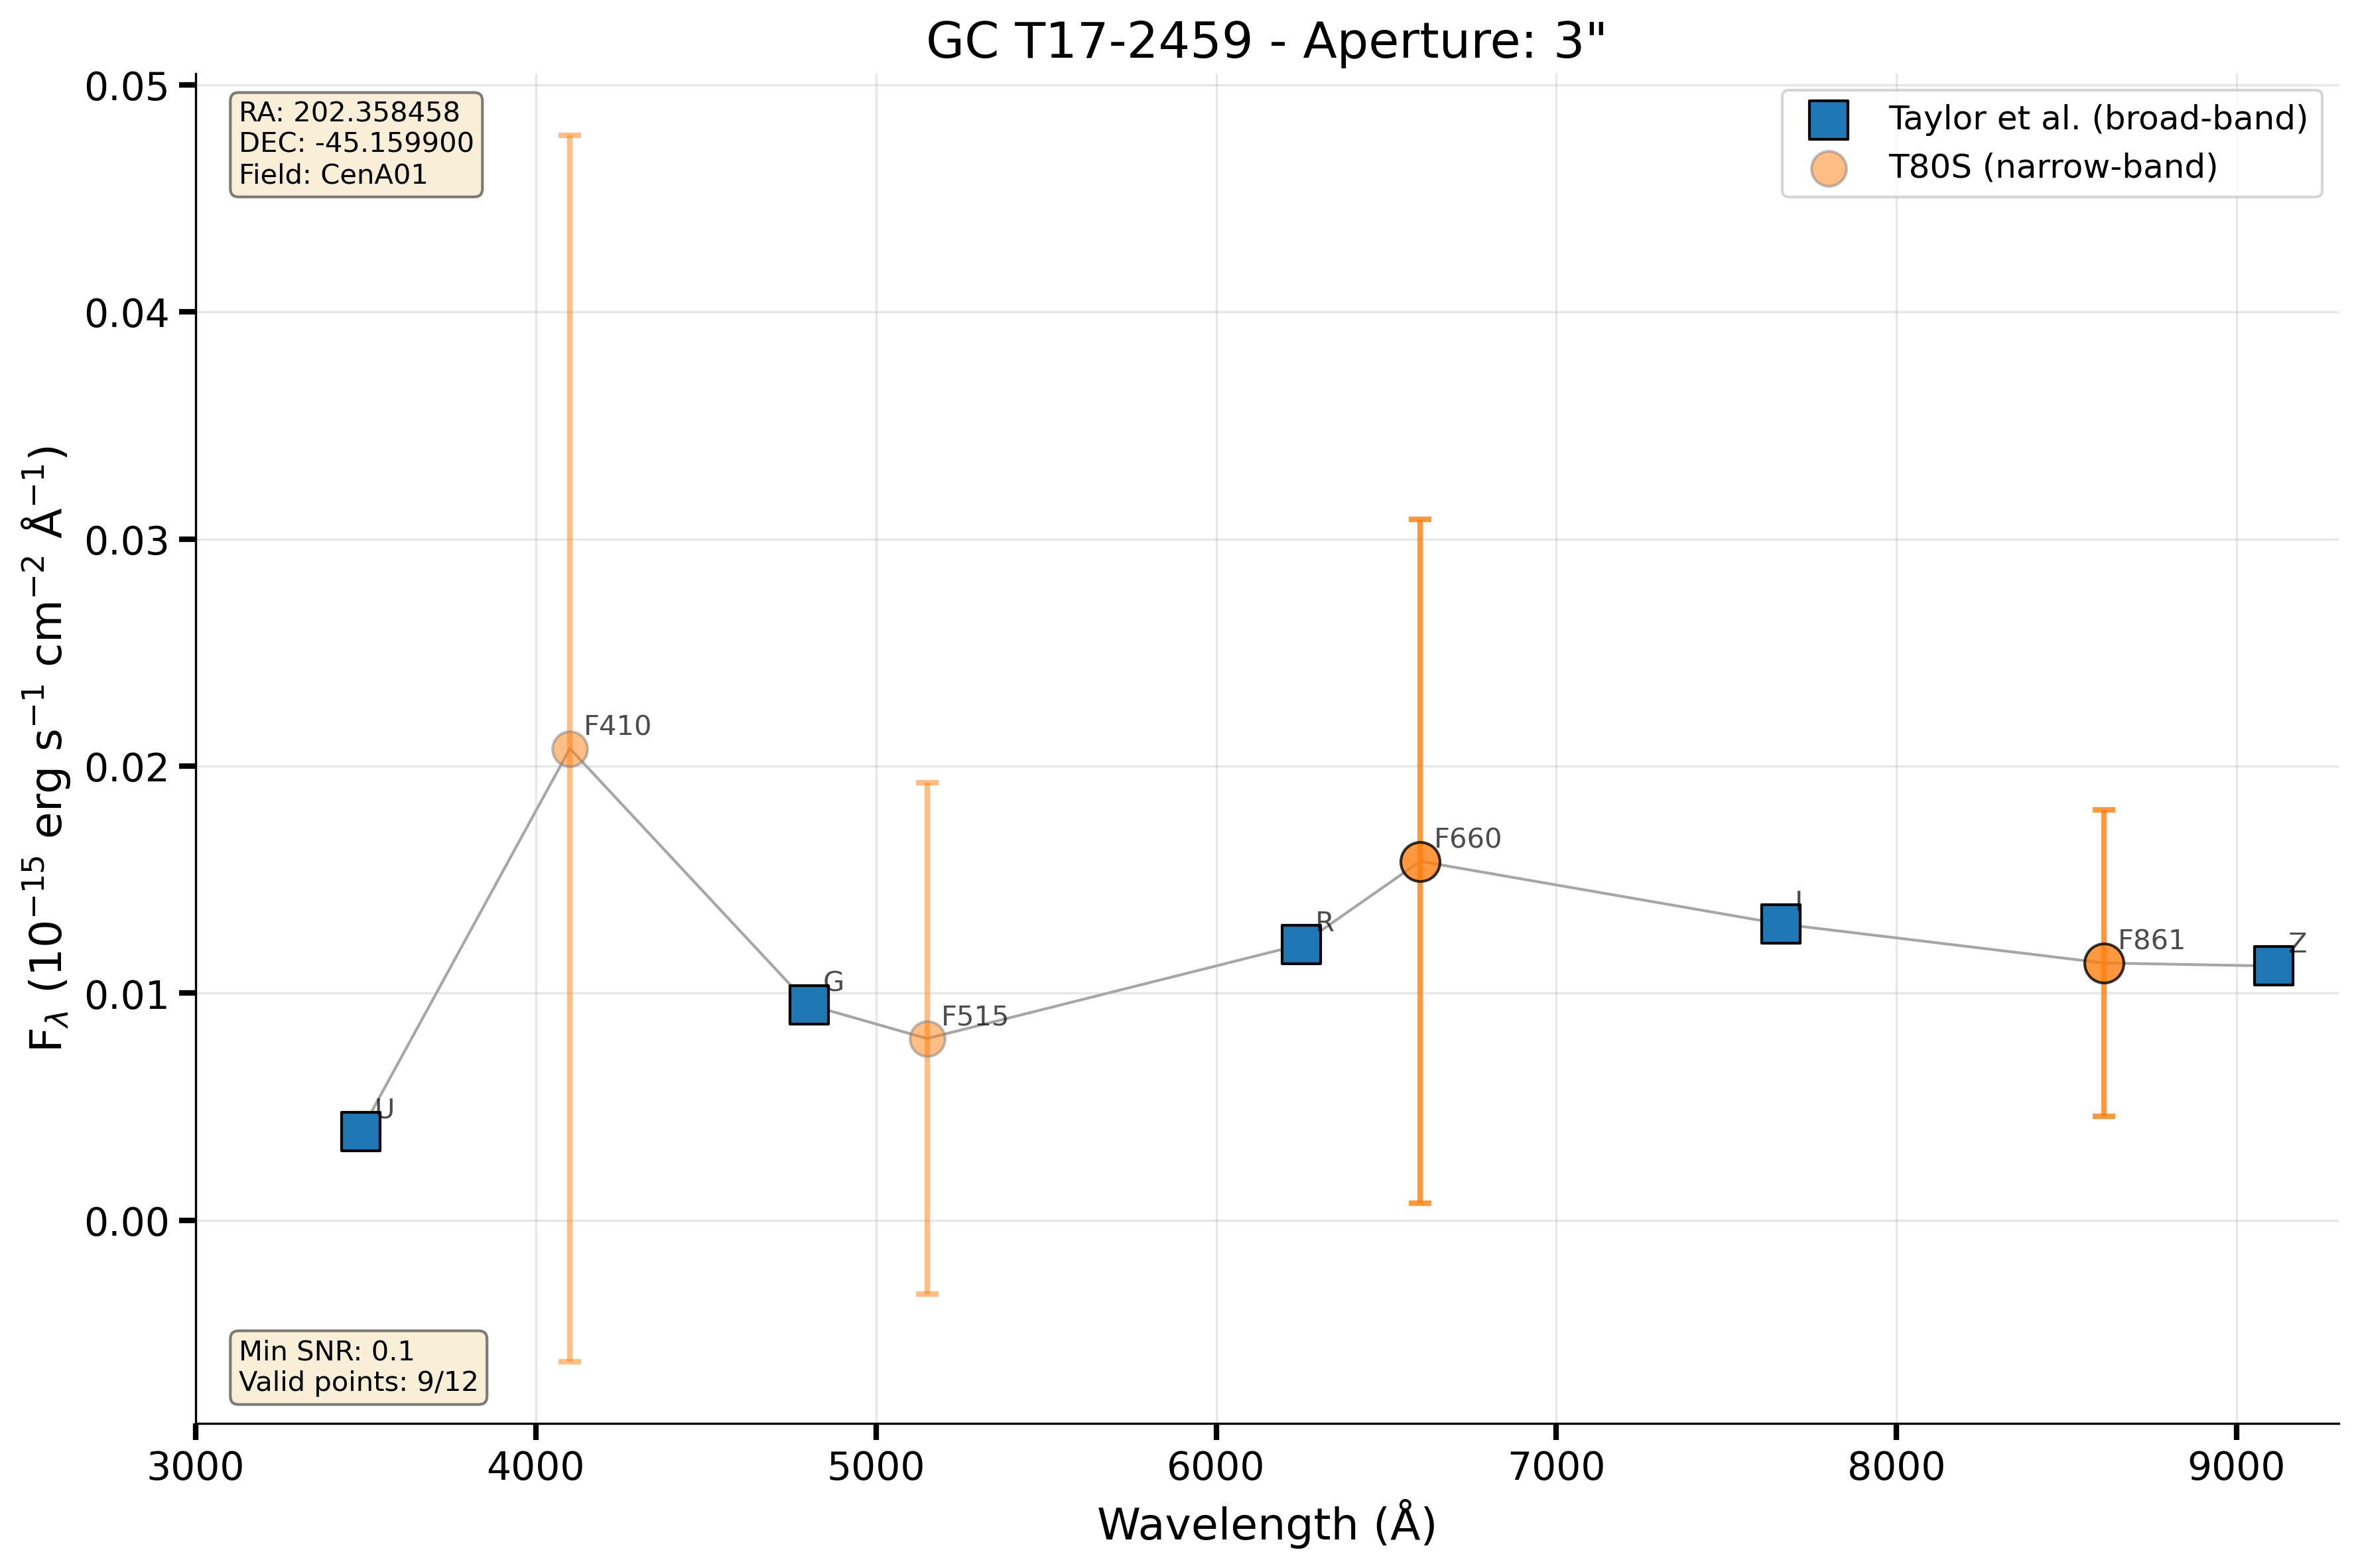 GC T17-2459 - Aperture: 3"
RA: 202.358458
DEC: -45.159900
Field: CenA01
Taylor et al. (broad-band)
T80S (narrow-band)
0.05
0.04
0.03
0.02
0.01
0.00
F_λ (10⁻¹⁵ erg s⁻¹ cm⁻² Å⁻¹)
U
F410
G
F515
R
F660
I
F861
Z
Min SNR: 0.1
Valid points: 9/12
3000 4000 5000 6000 7000 8000 9000
Wavelength (Å)